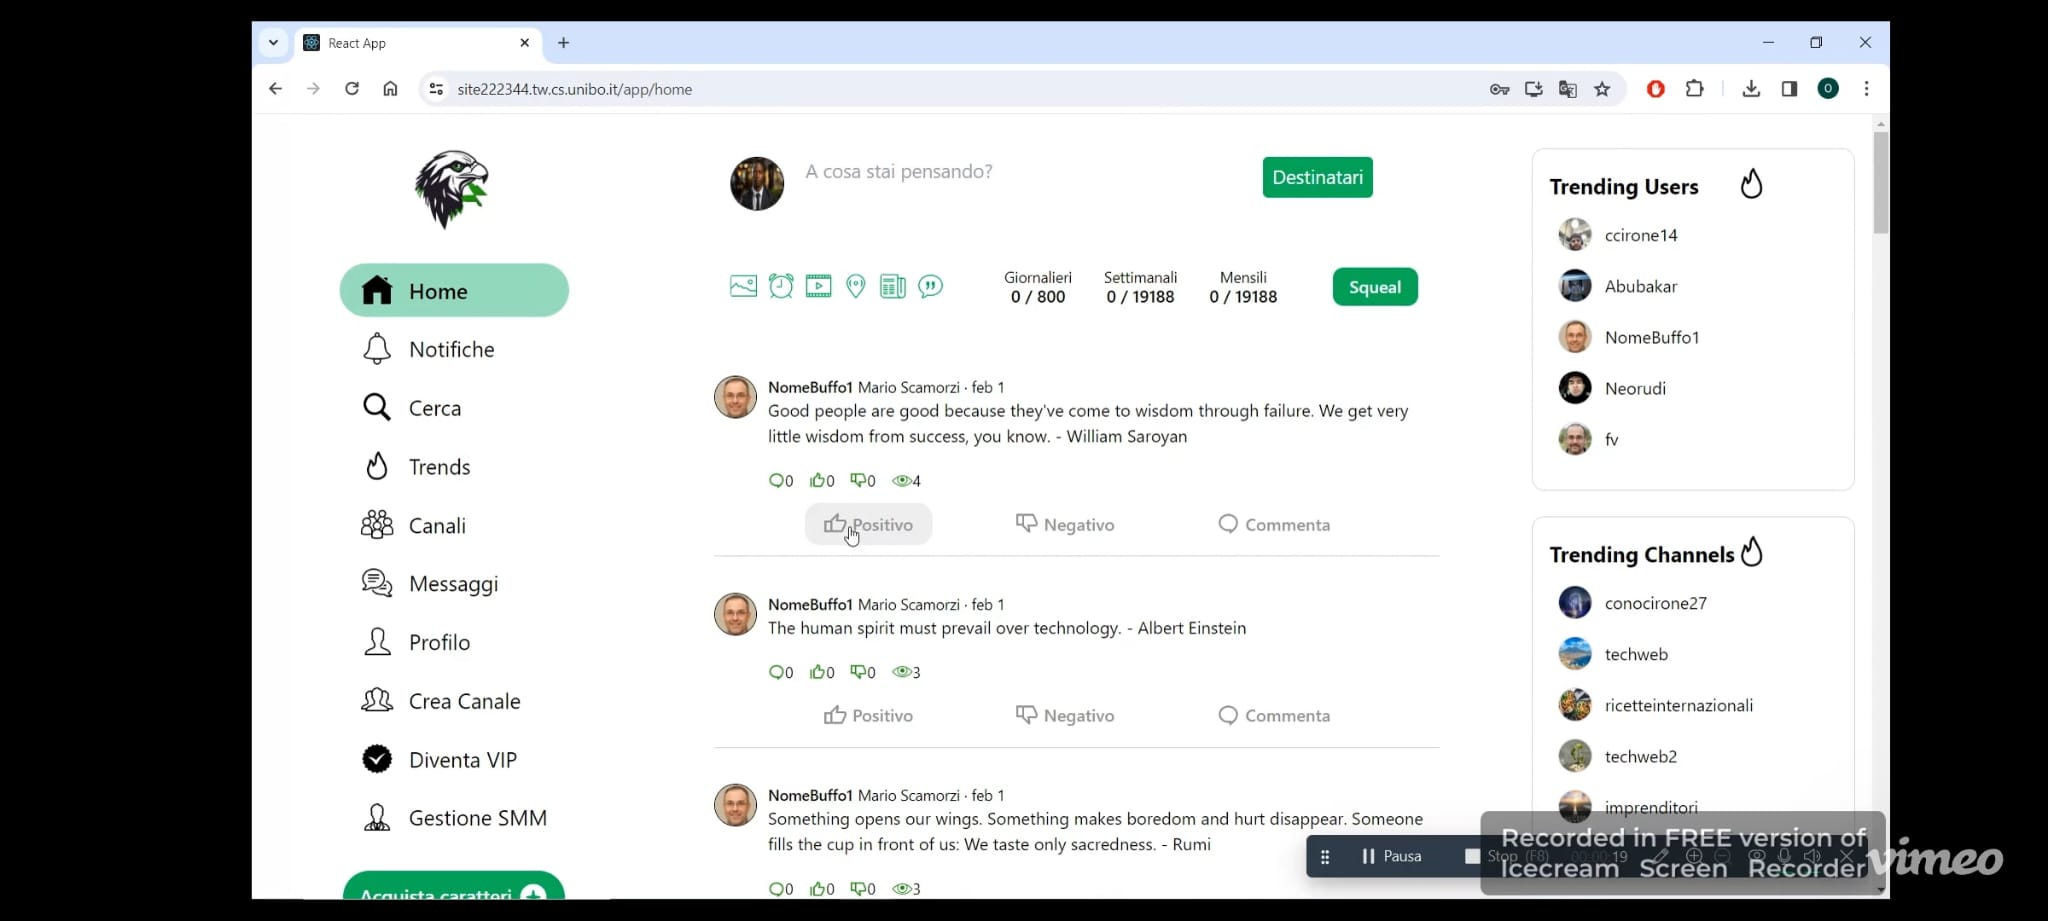 React App
site222344.tw.cs.unibo.it/app/home
O
Home
Notifiche
Cerca
Trends
Canali
Messaggi
Profilo
Crea Canale
Diventa VIP
Gestione SMM
Acquista caratteri
A cosa stai pensando?
Destinatari
Giornalieri Settimanali Mensili
0 / 800 0 / 19188 0 / 19188
Squeal
NomeBuffo1 Mario Scamorzi · feb 1
Good people are good because they've come to wisdom through failure. We get very
little wisdom from success, you know. - William Saroyan
0 0 0 4
Positivo Negativo Commenta
NomeBuffo1 Mario Scamorzi · feb 1
The human spirit must prevail over technology. - Albert Einstein
0 0 0 3
Positivo Negativo Commenta
NomeBuffo1 Mario Scamorzi · feb 1
Something opens our wings. Something makes boredom and hurt disappear. Someone
fills the cup in front of us: We taste only sacredness. - Rumi
0 0 0 3
Trending Users
ccirone14
Abubakar
NomeBuffo1
Neorudi
fv
Trending Channels
conocirone27
techweb
ricetteinternazionali
techweb2
imprenditori
Pausa Stop (F8)
Recorded in FREE version of
Icecream Screen Recorder
vimeo